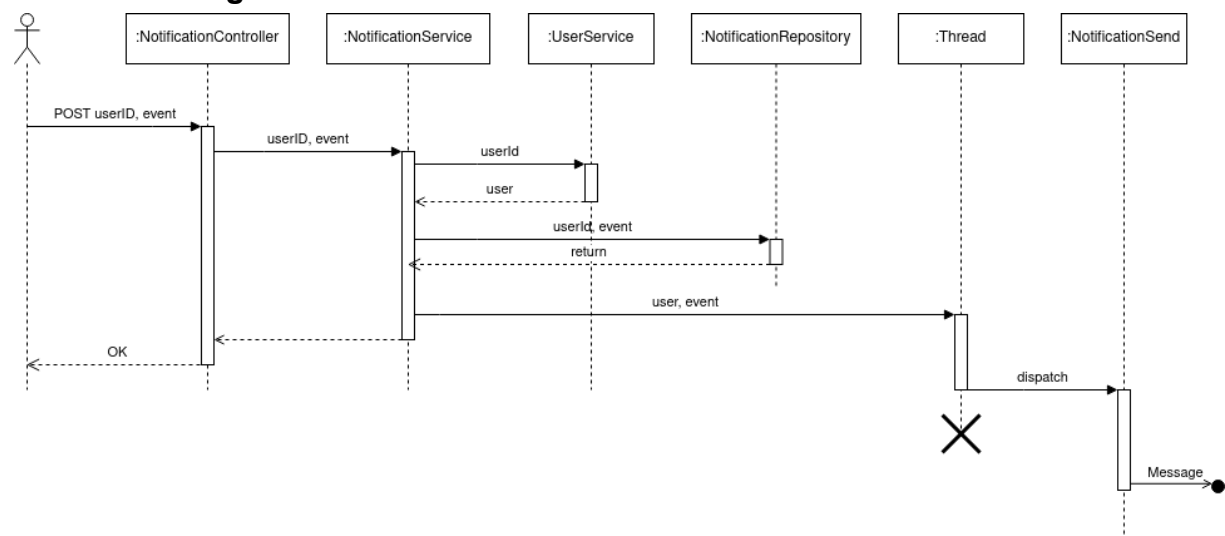 :NotificationController
:NotificationService
:UserService
:NotificationRepository
:Thread
:NotificationSend
POST userID, event
userID, event
userId
user
userId, event
return
user, event
OK
dispatch
Message